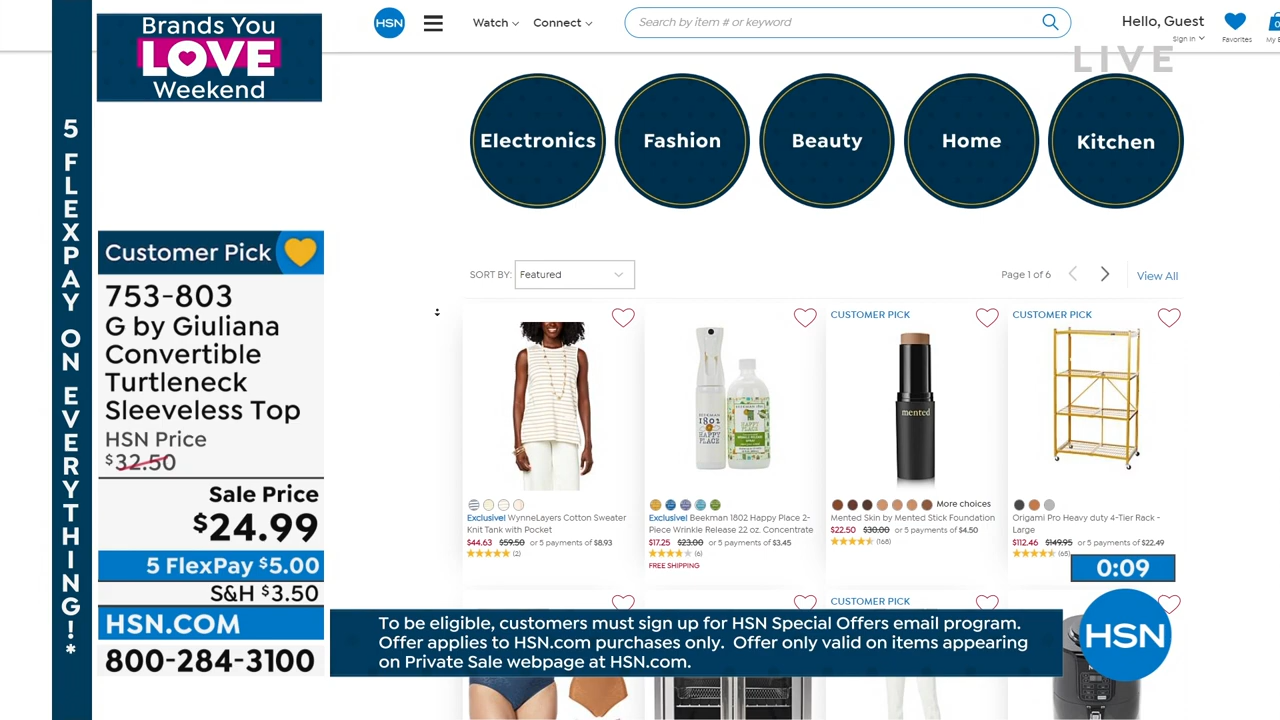 Brands You
LOVE
Weekend
5 FLEXPAY ON EVERYTHING!*
Customer Pick
753-803
G by Giuliana
Convertible
Turtleneck
Sleeveless Top
HSN Price
$32.50
Sale Price
$24.99
5 FlexPay $5.00
S&H $3.50
HSN.COM
800-284-3100
HSN
Watch
Connect
Search by item # or keyword
Hello, Guest
Sign In
Favorites
0
LIVE
Electronics
Fashion
Beauty
Home
Kitchen
SORT BY:
Featured
Page 1 of 6
View All
Exclusive! WynneLayers Cotton Sweater
Knit Tank with Pocket
$44.63 $59.50 or 5 payments of $8.93
(2)
BEEKMAN
1802
HAPPY
PLACE
HAPPY PLACE
Exclusive! Beekman 1802 Happy Place 2-
Piece Wrinkle Release 22 oz. Concentrate
$17.25 $23.00 or 5 payments of $3.45
(6)
FREE SHIPPING
CUSTOMER PICK
mented
More choices
Mented Skin by Mented Stick Foundation
$22.50 $30.00 or 5 payments of $4.50
(168)
CUSTOMER PICK
Origami Pro Heavy duty 4-Tier Rack -
Large
$112.46 $149.95 or 5 payments of $22.49
(65)
0:09
CUSTOMER PICK
To be eligible, customers must sign up for HSN Special Offers email program.
Offer applies to HSN.com purchases only. Offer only valid on items appearing
on Private Sale webpage at HSN.com.
HSN